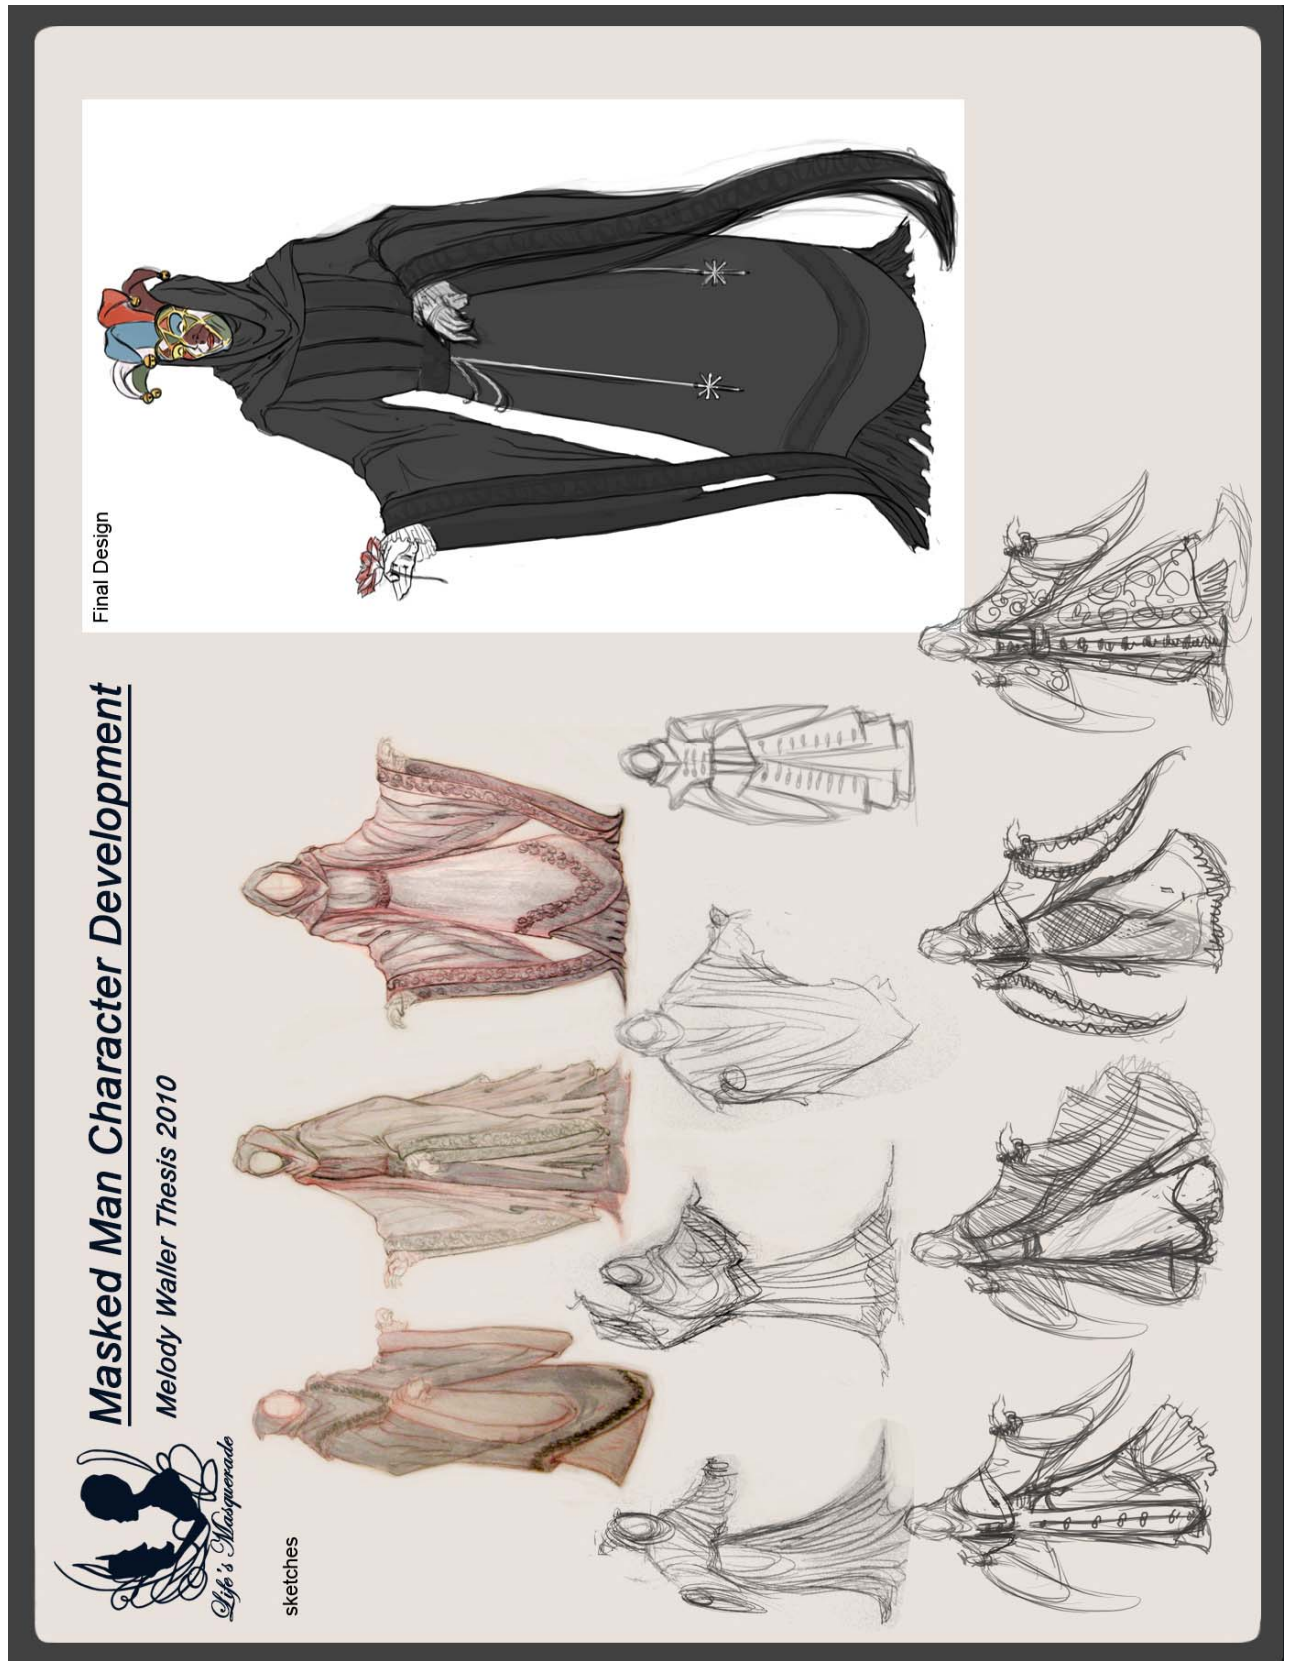 Masked Man Character Development
Melody Waller Thesis 2010
Life's Masquerade
sketches
Final Design